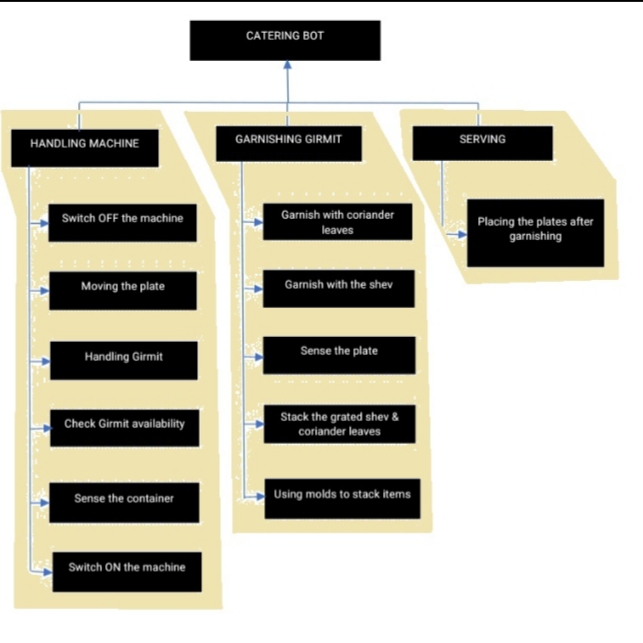 CATERING BOT
HANDLING MACHINE
Switch OFF the machine
Moving the plate
Handling Girmit
Check Girmit availability
Sense the container
Switch ON the machine
GARNISHING GIRMIT
Garnish with coriander
leaves
Garnish with the shev
Sense the plate
Stack the grated shev &
coriander leaves
Using molds to stack items
SERVING
Placing the plates after
garnishing